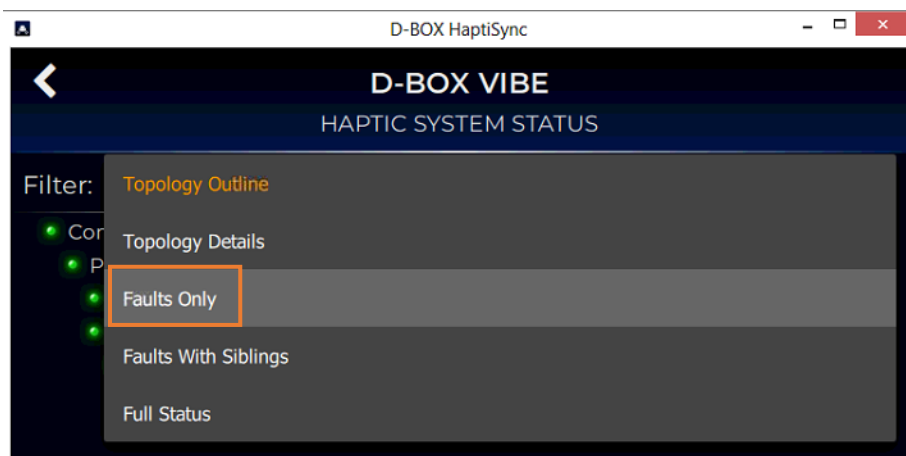 D-BOX HaptiSync
D-BOX VIBE
HAPTIC SYSTEM STATUS
Filter:
Topology Outline
Topology Details
Faults Only
Faults With Siblings
Full Status